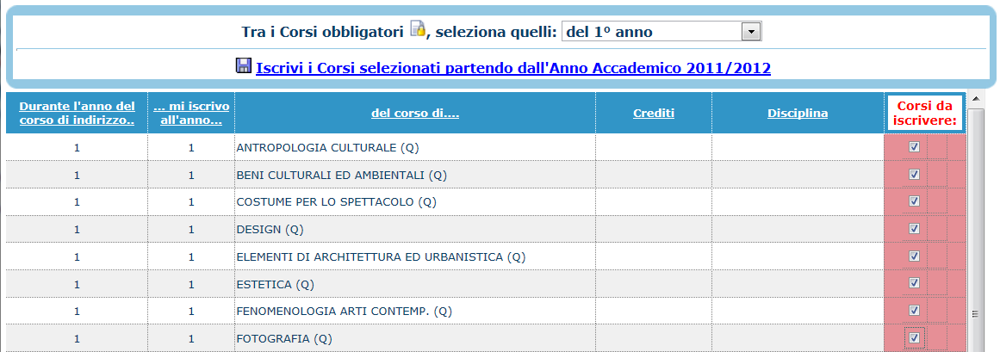 Tra i Corsi obbligatori , seleziona quelli: del 1° anno
Iscrivi i Corsi selezionati partendo dall'Anno Accademico 2011/2012
Durante l'anno del corso di indirizzo.. ... mi iscrivo all'anno... del corso di.... Crediti Disciplina Corsi da iscrivere:
1 1 ANTROPOLOGIA CULTURALE (Q)
1 1 BENI CULTURALI ED AMBIENTALI (Q)
1 1 COSTUME PER LO SPETTACOLO (Q)
1 1 DESIGN (Q)
1 1 ELEMENTI DI ARCHITETTURA ED URBANISTICA (Q)
1 1 ESTETICA (Q)
1 1 FENOMENOLOGIA ARTI CONTEMP. (Q)
1 1 FOTOGRAFIA (Q)